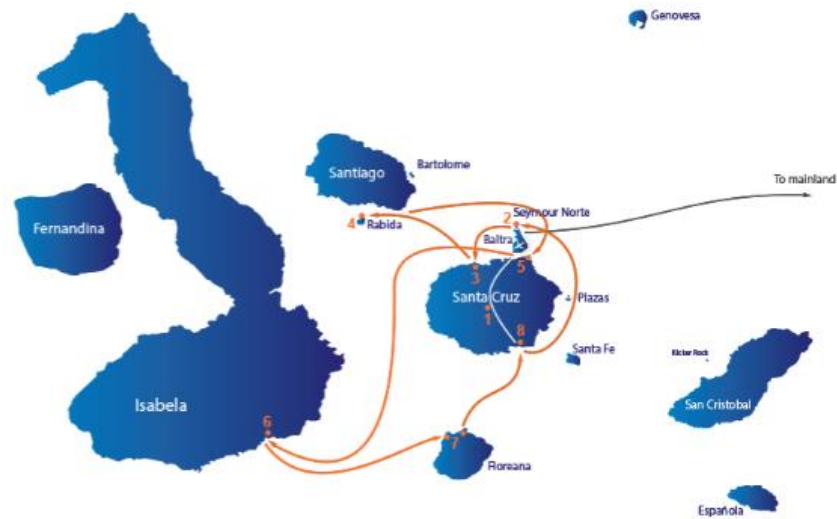 Genovesa
Santiago
Bartolome
To mainland
2
Seymour Norte
4
Rabida
Fernandina
Baltra
3
5
Santa Cruz
Plazas
1
8
Santa Fe
Kicker Rock
Isabela
San Cristobal
6
7
Floreana
Española